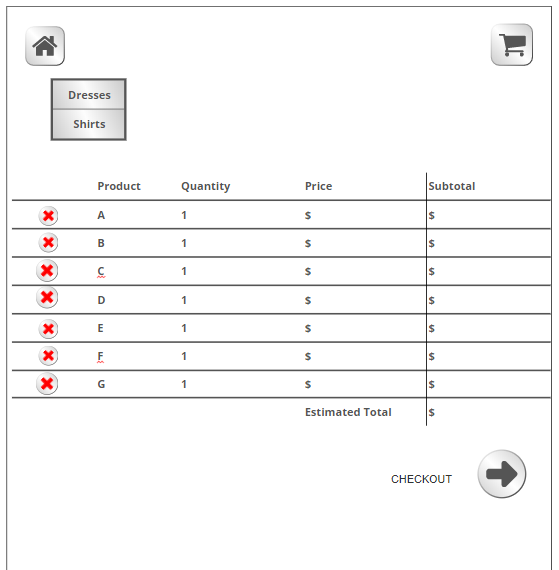 Dresses
Shirts
Product Quantity Price Subtotal
A 1 $ $
B 1 $ $
C 1 $ $
D 1 $ $
E 1 $ $
F 1 $ $
G 1 $ $
Estimated Total $
CHECKOUT